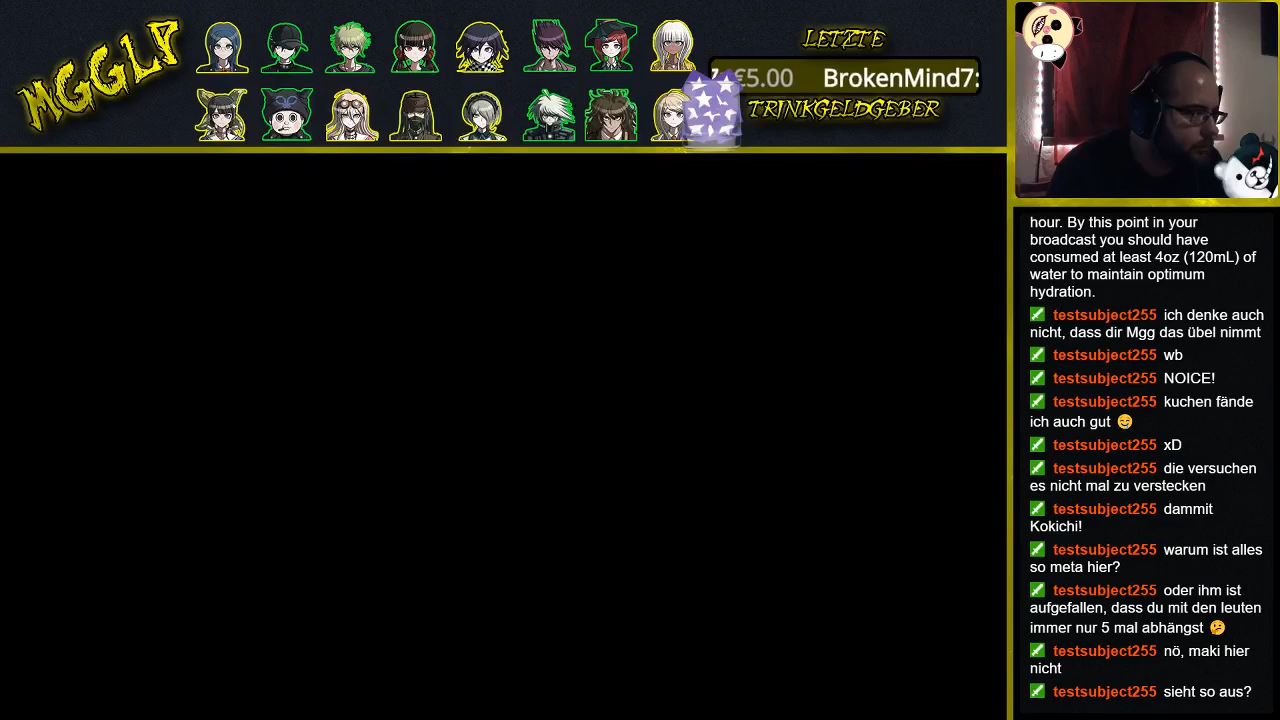 MGGLP
LETZTE
€5.00 BrokenMind7:
TRINKGELDGEBER
hour. By this point in your
broadcast you should have
consumed at least 4oz (120mL) of
water to maintain optimum
hydration.
testsubject255 ich denke auch
nicht, dass dir Mgg das übel nimmt
testsubject255 wb
testsubject255 NOICE!
testsubject255 kuchen fände
ich auch gut 🤤
testsubject255 xD
testsubject255 die versuchen
es nicht mal zu verstecken
testsubject255 dammit
Kokichi!
testsubject255 warum ist alles
so meta hier?
testsubject255 oder ihm ist
aufgefallen, dass du mit den leuten
immer nur 5 mal abhängst 🤔
testsubject255 nö, maki hier
nicht
testsubject255 sieht so aus?